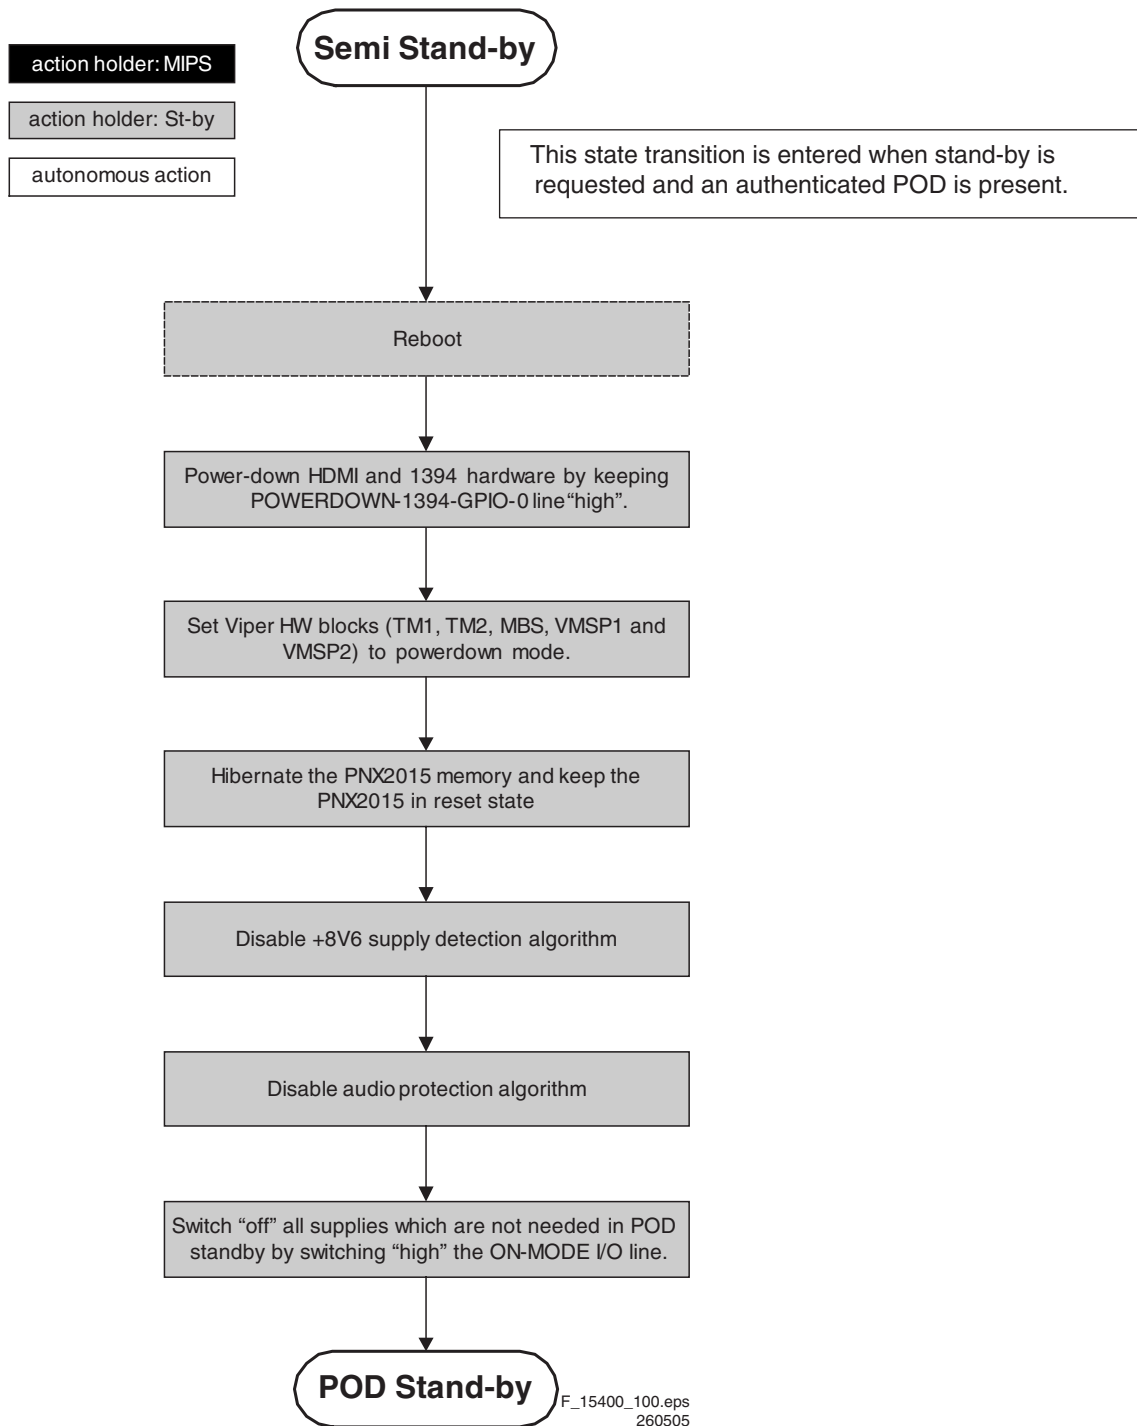 Semi Stand-by
action holder: MIPS
action holder: St-by
autonomous action
This state transition is entered when stand-by is
requested and an authenticated POD is present.
Reboot
Power-down HDMI and 1394 hardware by keeping
POWERDOWN-1394-GPIO-0 line “high”.
Set Viper HW blocks (TM1, TM2, MBS, VMSP1 and
VMSP2) to powerdown mode.
Hibernate the PNX2015 memory and keep the
PNX2015 in reset state
Disable +8V6 supply detection algorithm
Disable audio protection algorithm
Switch “off” all supplies which are not needed in POD
standby by switching “high” the ON-MODE I/O line.
POD Stand-by
F_15400_100.eps
260505